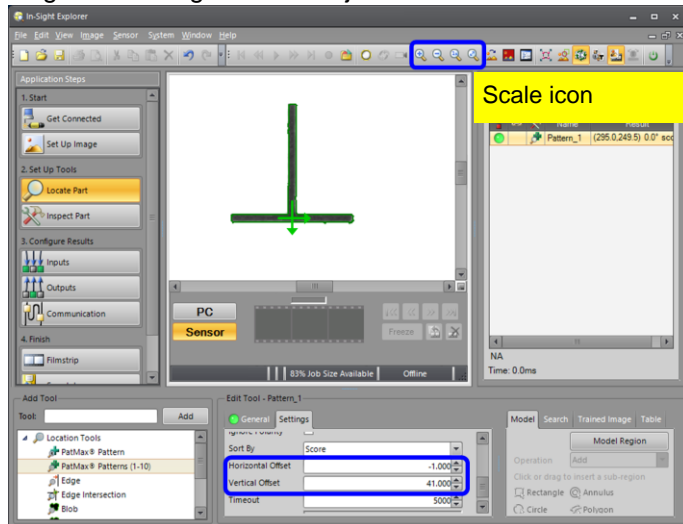 In-Sight Explorer
File Edit View Image Sensor System Window Help
Scale icon
Application Steps
1. Start
Get Connected
Set Up Image
2. Set Up Tools
Locate Part
Inspect Part
3. Configure Results
Inputs
Outputs
Communication
4. Finish
Filmstrip
Name Result
Pattern_1 (295.0,249.5) 0.0°
NA
Time: 0.0ms
PC
Sensor
Freeze
83% Job Size Available Offline
Add Tool
Tool: Add
Location Tools
PatMax® Pattern
PatMax® Patterns (1-10)
Edge
Edge Intersection
Blob
Edit Tool - Pattern_1
General Settings
Ignore Polarity
Sort By Score
Horizontal Offset -1.000
Vertical Offset 41.000
Timeout 5000
Model Search Trained Image Table
Model Region
Operation Add
Click or drag to insert a sub-region
Rectangle Annulus
Circle Polygon